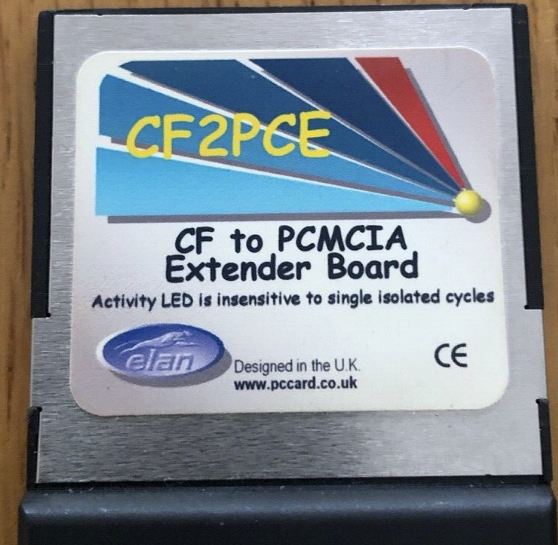 CF2PCE
CF to PCMCIA
Extender Board
Activity LED is insensitive to single isolated cycles
elan
Designed in the U.K.
www.pccard.co.uk
CE